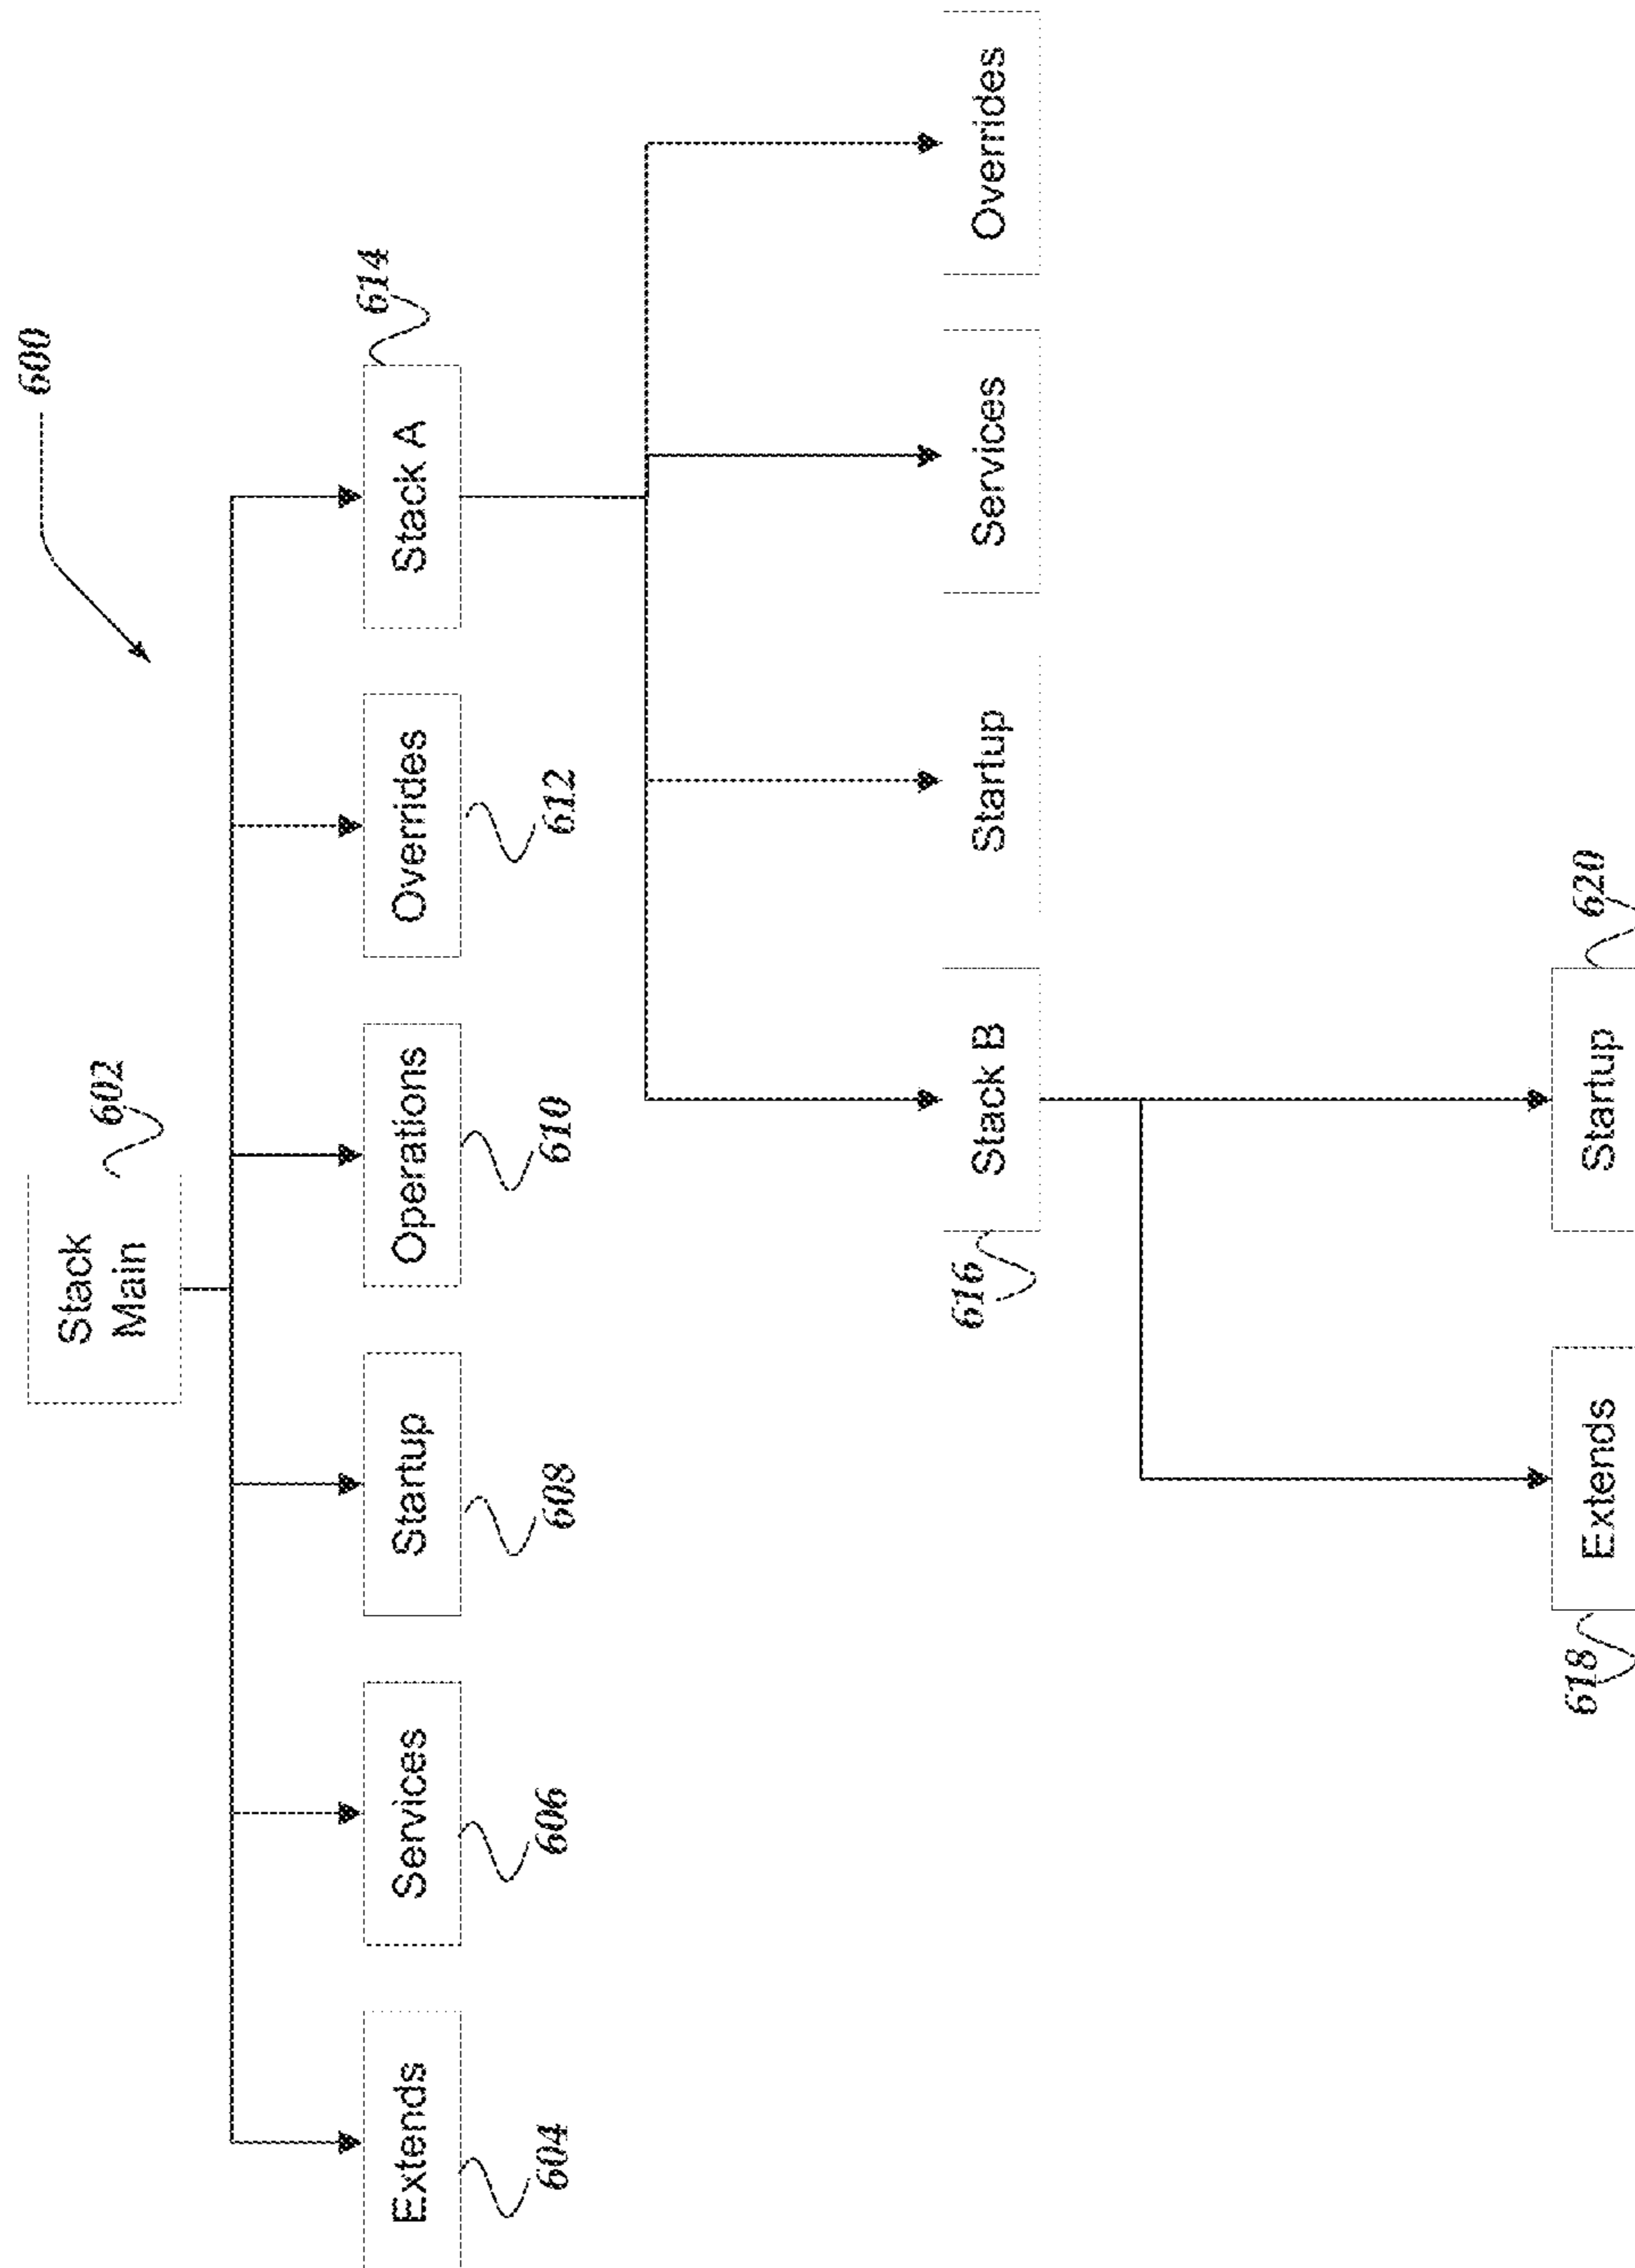 600
Stack
Main
602
Extends
Services
Startup
Operations
Overrides
Stack A
614
604
606
608
610
612
Stack B
Startup
Services
Overrides
616
Extends
Startup
618
620